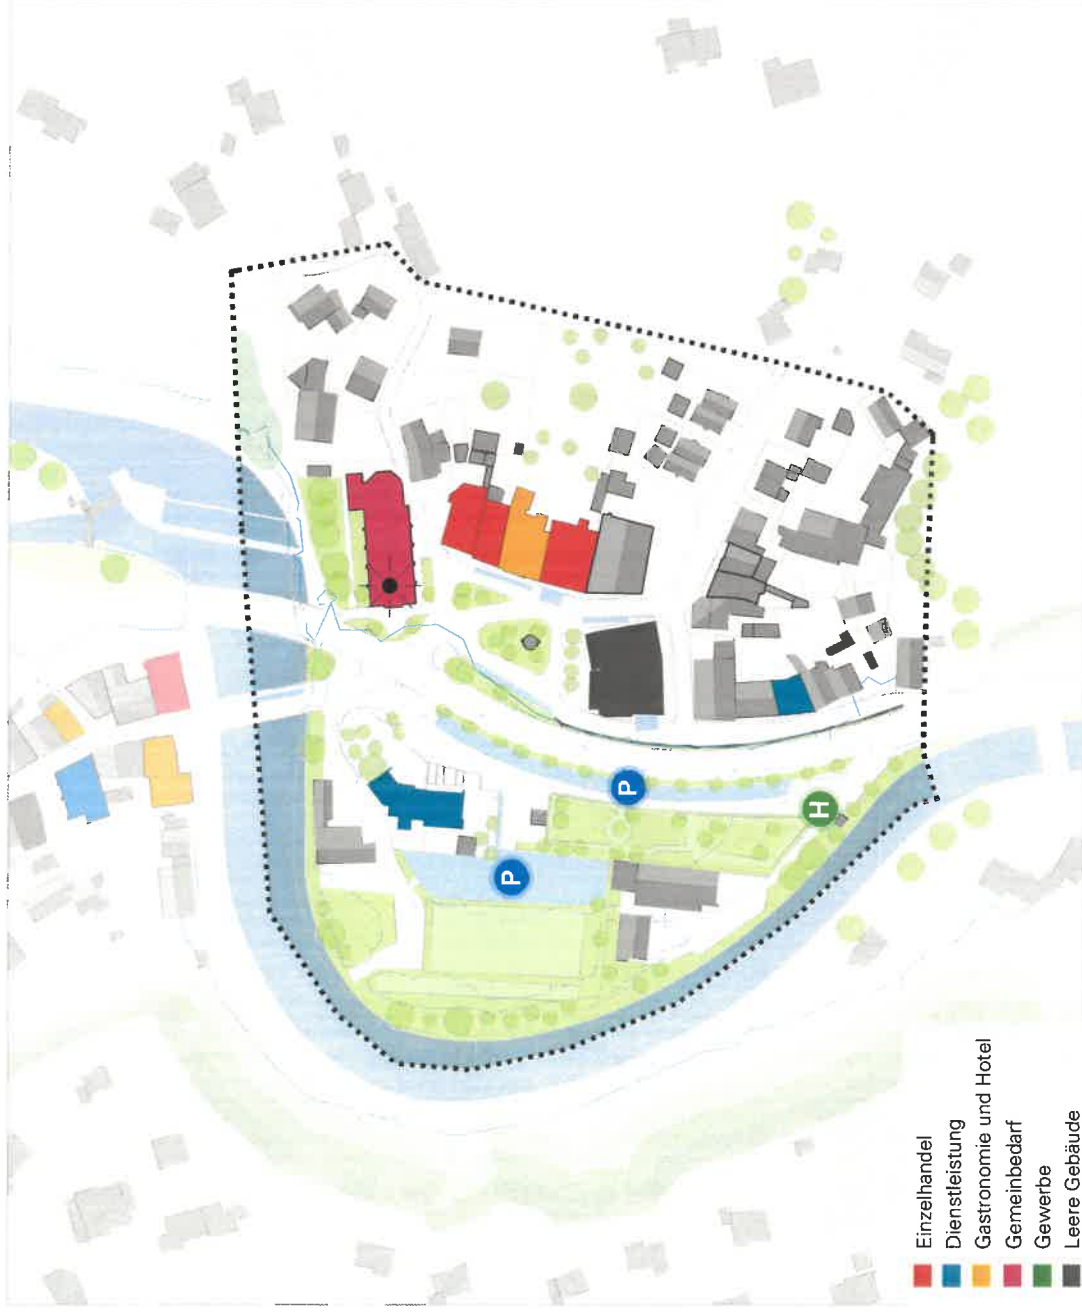 P
P
H
Einzelhandel
Dienstleistung
Gastronomie und Hotel
Gemeinbedarf
Gewerbe
Leere Gebäude